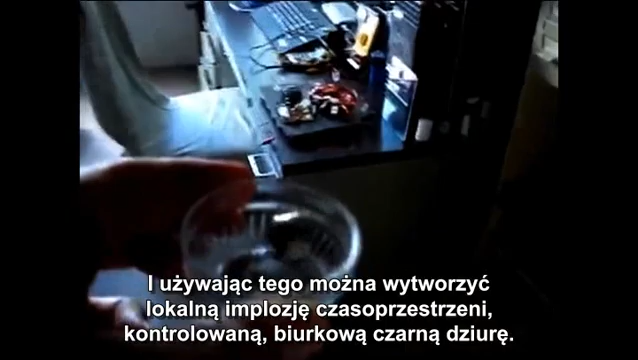 I używając tego można wytworzyć
lokalną implozję czasoprzestrzeni,
kontrolowaną, biurkową czarną dziurę.